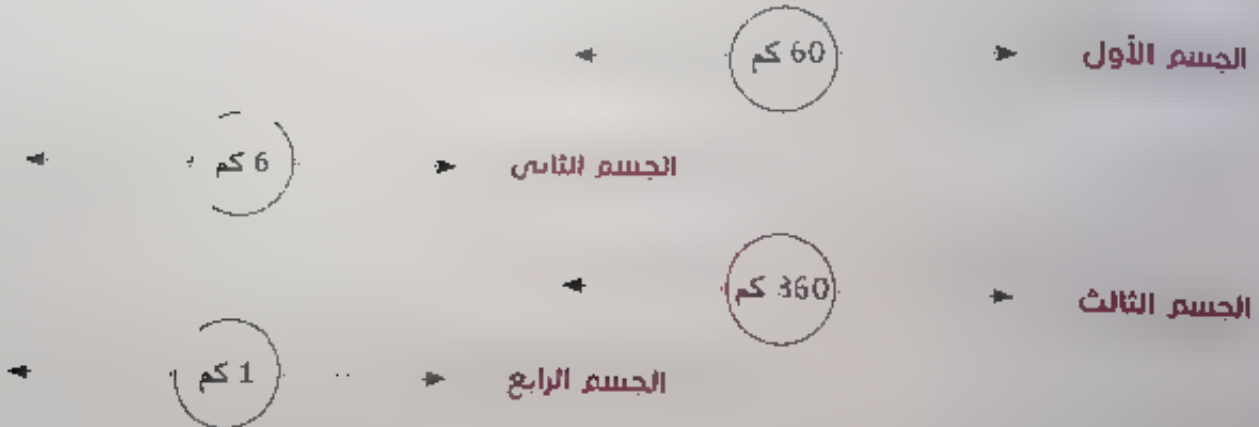 الجسم الأول 60 كم
الجسم الثاني 6 كم
الجسم الثالث 360 كم
الجسم الرابع 1 كم